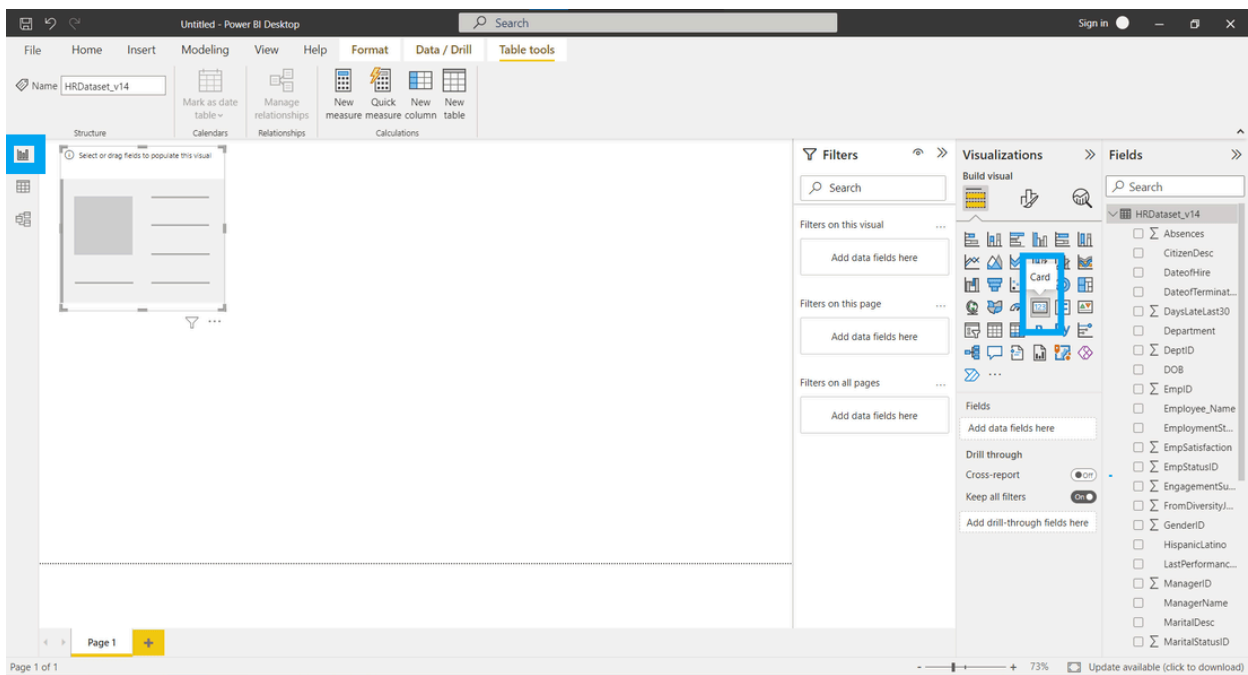 Untitled - Power BI Desktop
Search
Sign in
File Home Insert Modeling View Help Format Data / Drill Table tools
Name HRDataset_v14
Mark as date table
Manage relationships
New measure
Quick measure
New column
New table
Structure
Calendars
Relationships
Calculations
Select or drag fields to populate this visual
Filters
Search
Filters on this visual
Add data fields here
Filters on this page
Add data fields here
Filters on all pages
Add data fields here
Visualizations
Build visual
Card
123
Fields
Add data fields here
Drill through
Cross-report Off
Keep all filters On
Add drill-through fields here
Fields
Search
HRDataset_v14
Absences
CitizenDesc
DateofHire
DateofTerminat...
DaysLateLast30
Department
DeptID
DOB
EmpID
Employee_Name
EmploymentSt...
EmpSatisfaction
EmpStatusID
EngagementSu...
FromDiversityJ...
GenderID
HispanicLatino
LastPerformanc...
ManagerID
ManagerName
MaritalDesc
MaritalStatusID
Page 1
Page 1 of 1
- + 73%
Update available (click to download)